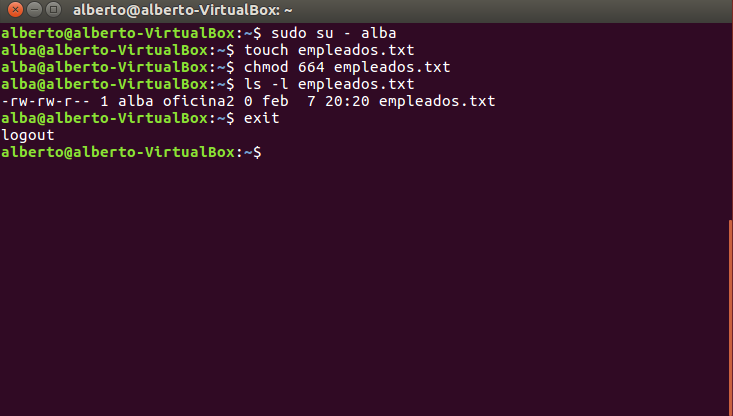 alberto@alberto-VirtualBox: ~
alberto@alberto-VirtualBox:~$ sudo su - alba
alba@alberto-VirtualBox:~$ touch empleados.txt
alba@alberto-VirtualBox:~$ chmod 664 empleados.txt
alba@alberto-VirtualBox:~$ ls -l empleados.txt
-rw-rw-r-- 1 alba oficina2 0 feb  7 20:20 empleados.txt
alba@alberto-VirtualBox:~$ exit
logout
alberto@alberto-VirtualBox:~$